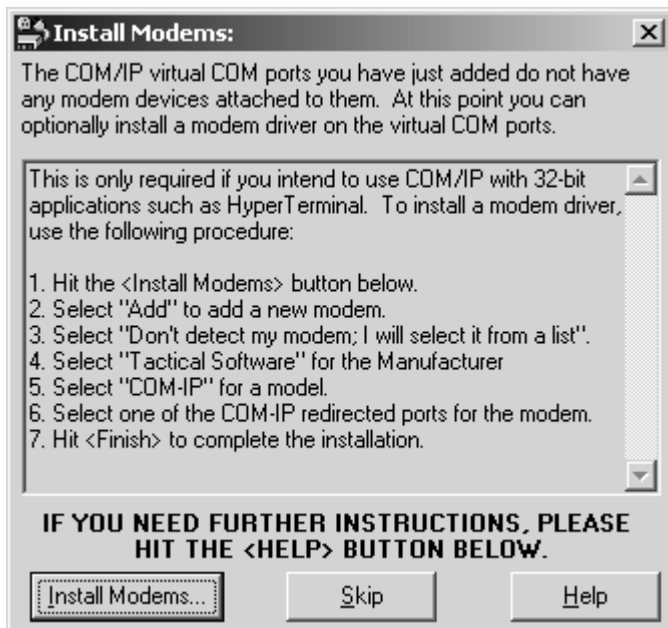 Install Modems:
The COM/IP virtual COM ports you have just added do not have
any modem devices attached to them.  At this point you can
optionally install a modem driver on the virtual COM ports.
This is only required if you intend to use COM/IP with 32-bit
applications such as HyperTerminal.  To install a modem driver,
use the following procedure:
1. Hit the <Install Modems> button below.
2. Select "Add" to add a new modem.
3. Select "Don't detect my modem; I will select it from a list".
4. Select "Tactical Software" for the Manufacturer
5. Select "COM-IP" for a model.
6. Select one of the COM-IP redirected ports for the modem.
7. Hit <Finish> to complete the installation.
IF YOU NEED FURTHER INSTRUCTIONS, PLEASE
HIT THE <HELP> BUTTON BELOW.
Install Modems... Skip Help